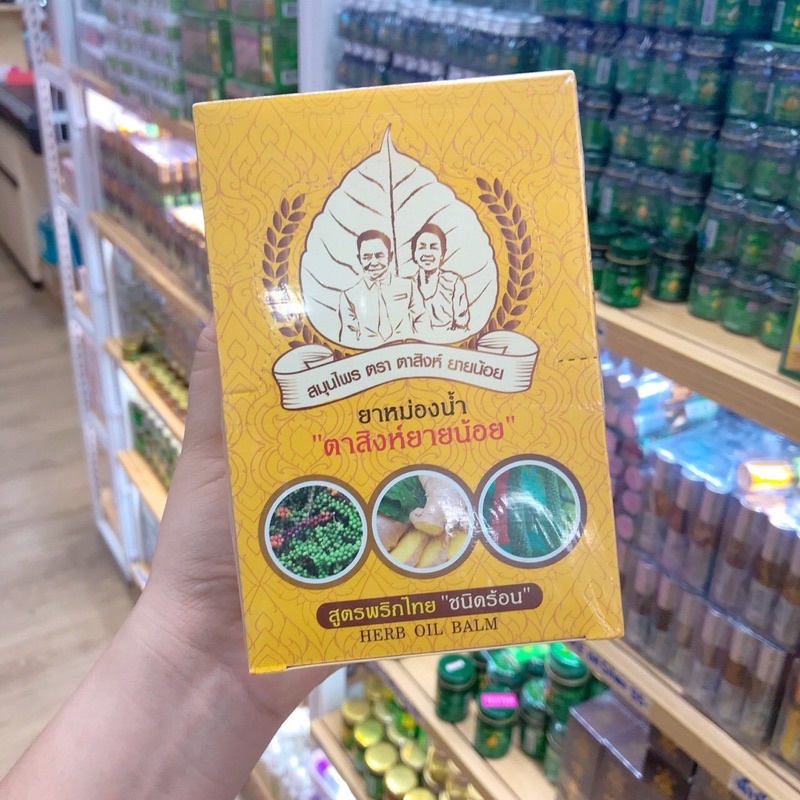 สมุนไพร ตรา ตาสิงห์ ยายน้อย
ยาหม่องน้ำ
"ตาสิงห์ยายน้อย"
สูตรพริกไทย "ชนิดร้อน"
HERB OIL BALM